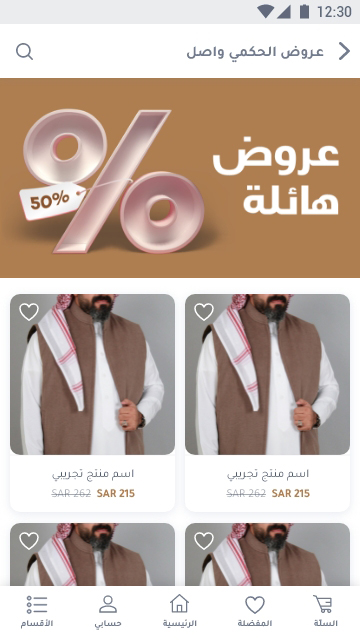 12:30
عروض الحكمي واصل
عروض
هائلة
50%
%
اسم منتج تجريبي
SAR 262 SAR 215
اسم منتج تجريبي
SAR 262 SAR 215
السلة
المفضلة
الرئيسية
حسابي
الأقسام